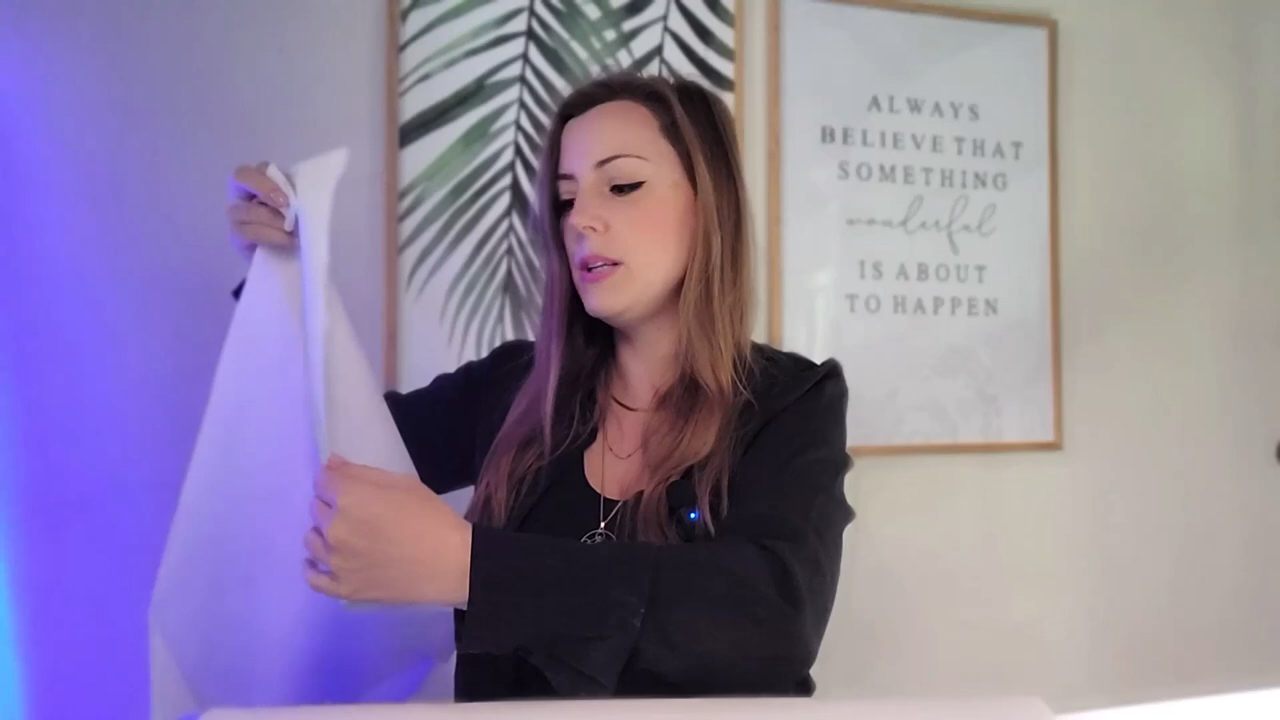 ALWAYS
BELIEVE THAT
SOMETHING
wonderful
IS ABOUT
TO HAPPEN